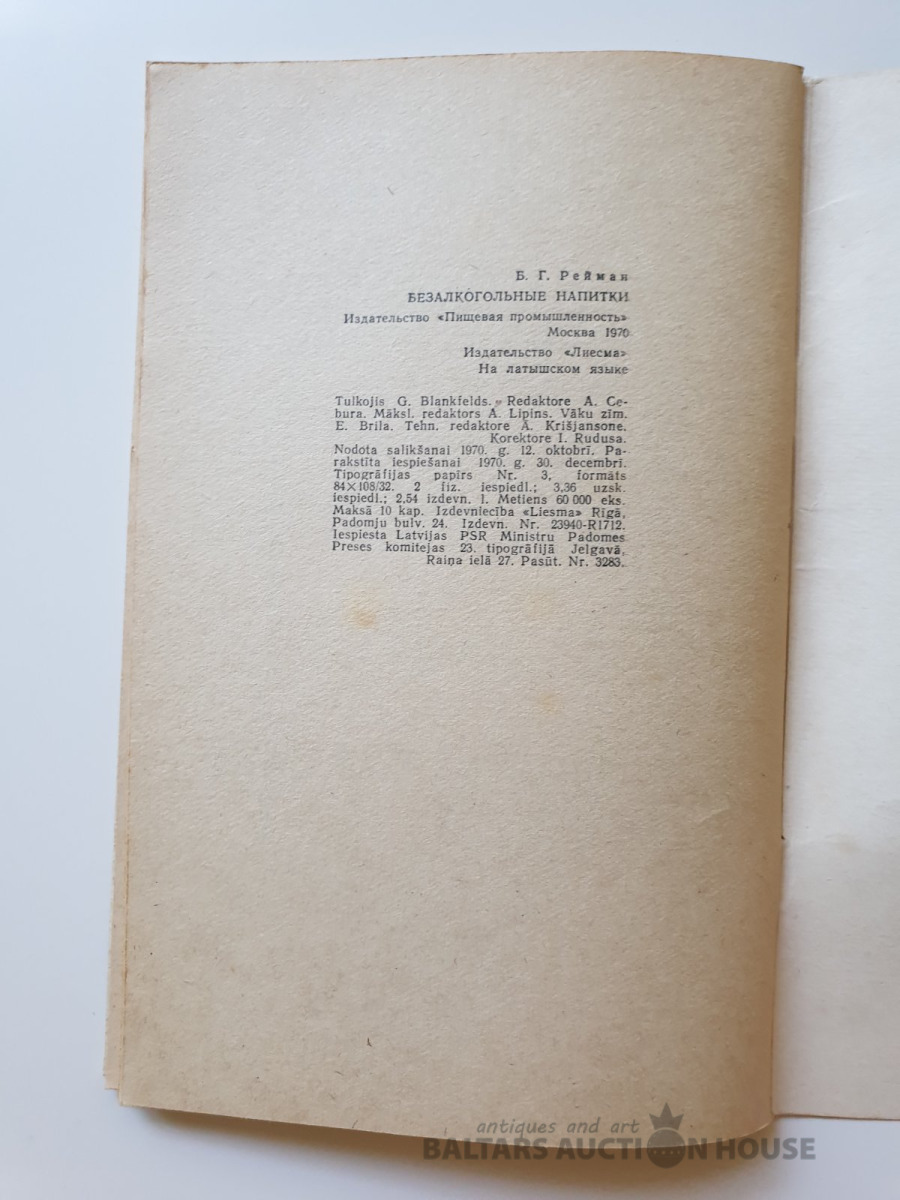 Б. Г. Рейман
БЕЗАЛКОГОЛЬНЫЕ НАПИТКИ
Издательство «Пищевая промышленность»
Москва 1970
Издательство «Лиесма»
На латышском языке
Tulkojis G. Blankfelds. Redaktore A. Ce-
bura. Māksl. redaktors A. Lipins. Vāku zīm.
E. Brila. Tehn. redaktore Ā. Krišjansone.
Korektore I. Rudusa.
Nodota salikšanai 1970. g. 12. oktobrī. Pa-
rakstīta iespiešanai 1970. g. 30. decembrī.
Tipogrāfijas papīrs Nr. 3, formāts
84×108/32. 2 fiz. iespiedl.; 3,36 uzsk.
iespiedl.; 2,54 izdevn. l. Metiens 60 000 eks.
Maksā 10 kap. Izdevniecība «Liesma» Rīgā,
Padomju bulv. 24. Izdevn. Nr. 23940-R1712.
Iespiesta Latvijas PSR Ministru Padomes
Preses komitejas 23. tipogrāfijā Jelgavā,
Raiņa ielā 27. Pasūt. Nr. 3283.
antiques and art
BALTARS AUCTION HOUSE